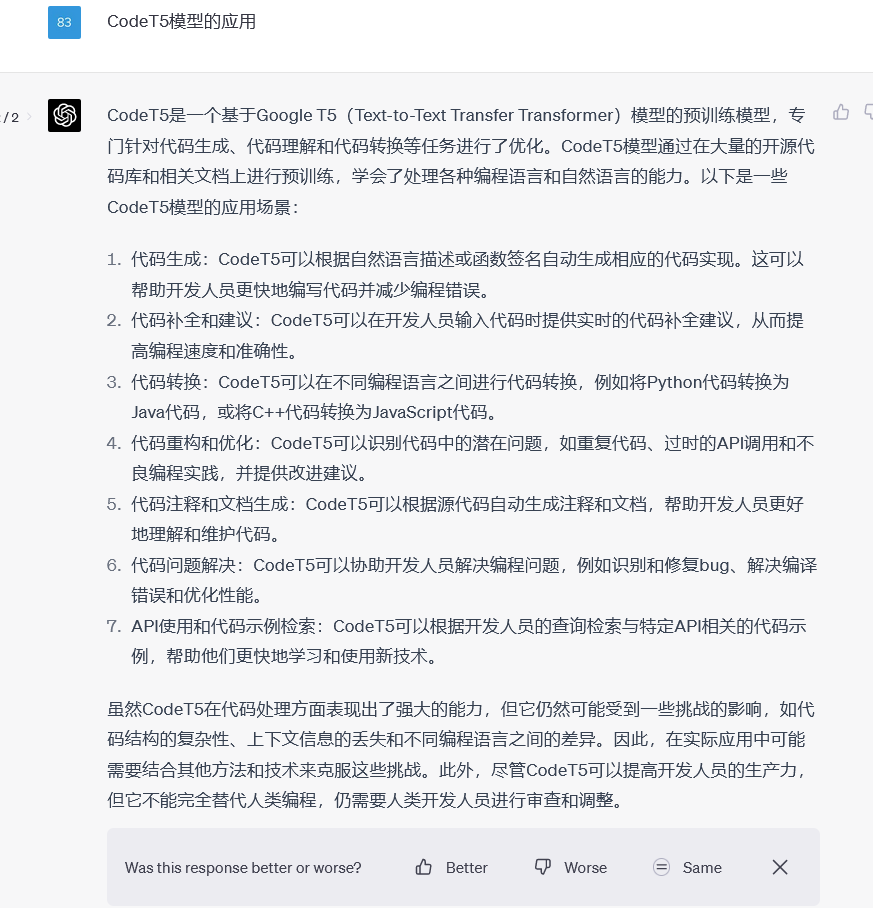 83
CodeT5模型的应用
/ 2
CodeT5是一个基于Google T5（Text-to-Text Transfer Transformer）模型的预训练模型，专
门针对代码生成、代码理解和代码转换等任务进行了优化。CodeT5模型通过在大量的开源代
码库和相关文档上进行预训练，学会了处理各种编程语言和自然语言的能力。以下是一些
CodeT5模型的应用场景：
1. 代码生成：CodeT5可以根据自然语言描述或函数签名自动生成相应的代码实现。这可以
帮助开发人员更快地编写代码并减少编程错误。
2. 代码补全和建议：CodeT5可以在开发人员输入代码时提供实时的代码补全建议，从而提
高编程速度和准确性。
3. 代码转换：CodeT5可以在不同编程语言之间进行代码转换，例如将Python代码转换为
Java代码，或将C++代码转换为JavaScript代码。
4. 代码重构和优化：CodeT5可以识别代码中的潜在问题，如重复代码、过时的API调用和不
良编程实践，并提供改进建议。
5. 代码注释和文档生成：CodeT5可以根据源代码自动生成注释和文档，帮助开发人员更好
地理解和维护代码。
6. 代码问题解决：CodeT5可以协助开发人员解决编程问题，例如识别和修复bug、解决编译
错误和优化性能。
7. API使用和代码示例检索：CodeT5可以根据开发人员的查询检索与特定API相关的代码示
例，帮助他们更快地学习和使用新技术。
虽然CodeT5在代码处理方面表现出了强大的能力，但它仍然可能受到一些挑战的影响，如代
码结构的复杂性、上下文信息的丢失和不同编程语言之间的差异。因此，在实际应用中可能
需要结合其他方法和技术来克服这些挑战。此外，尽管CodeT5可以提高开发人员的生产力，
但它不能完全替代人类编程，仍需要人类开发人员进行审查和调整。
Was this response better or worse? Better Worse Same